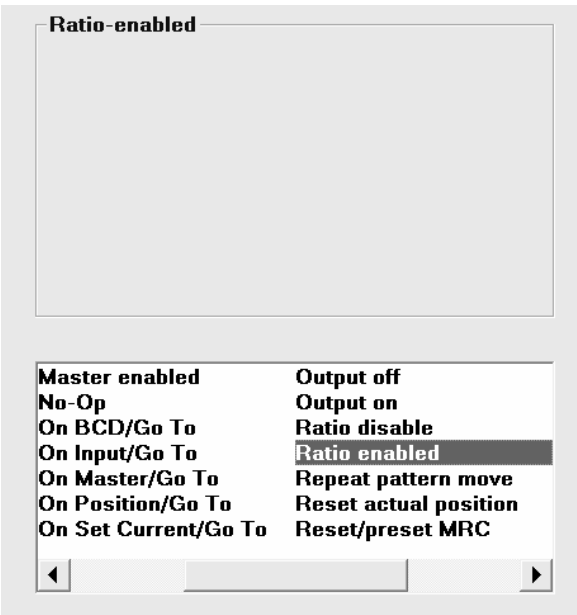 Ratio-enabled
Master enabled
No-Op
On BCD/Go To
On Input/Go To
On Master/Go To
On Position/Go To
On Set Current/Go To
Output off
Output on
Ratio disable
Ratio enabled
Repeat pattern move
Reset actual position
Reset/preset MRC